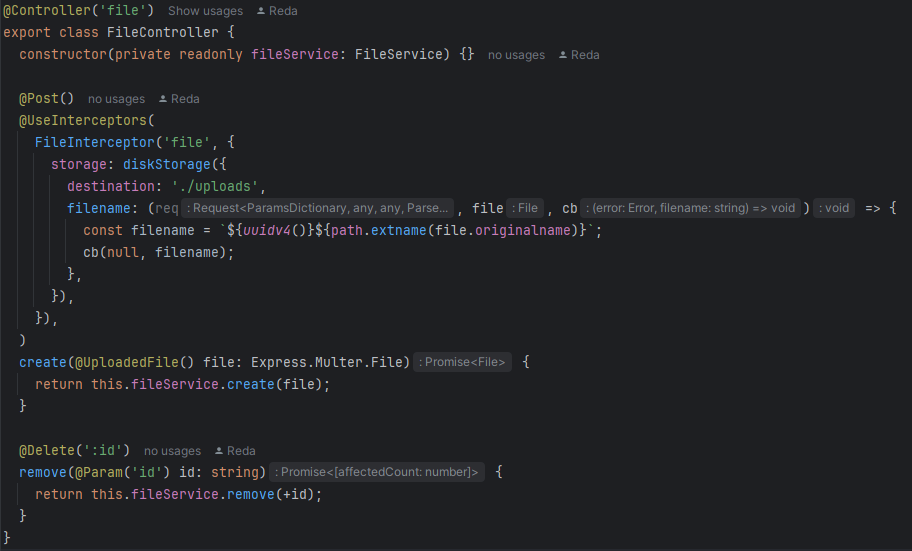 @Controller('file') Show usages Reda
export class FileController {
constructor(private readonly fileService: FileService) {} no usages Reda
@Post() no usages Reda
@UseInterceptors(
FileInterceptor('file', {
storage: diskStorage({
destination: './uploads',
filename: (req : Request<ParamsDictionary, any, any, Parse... , file : File , cb : (error: Error, filename: string) => void ) : void => {
const filename = `${uuidv4()}${path.extname(file.originalname)}`;
cb(null, filename);
},
}),
}),
)
create(@UploadedFile() file: Express.Multer.File) : Promise<File> {
return this.fileService.create(file);
}
@Delete(':id') no usages Reda
remove(@Param('id') id: string) : Promise<[affectedCount: number]> {
return this.fileService.remove(+id);
}
}